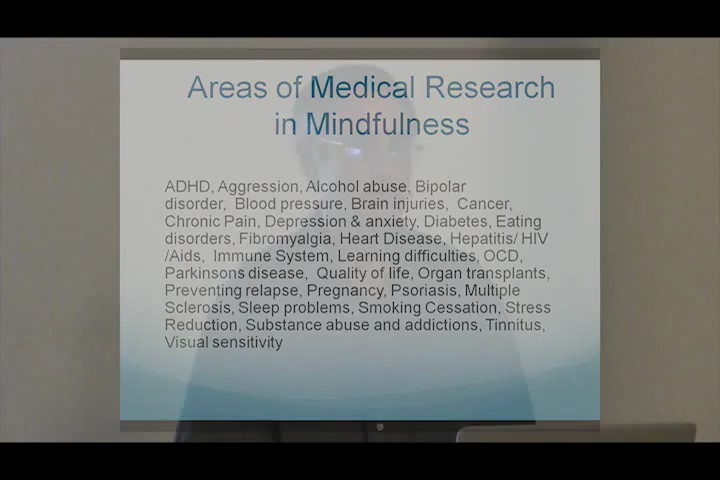 Areas of Medical Research
in Mindfulness
ADHD, Aggression, Alcohol abuse, Bipolar
disorder, Blood pressure, Brain injuries, Cancer,
Chronic Pain, Depression & anxiety, Diabetes, Eating
disorders, Fibromyalgia, Heart Disease, Hepatitis/ HIV
/Aids, Immune System, Learning difficulties, OCD,
Parkinsons disease, Quality of life, Organ transplants,
Preventing relapse, Pregnancy, Psoriasis, Multiple
Sclerosis, Sleep problems, Smoking Cessation, Stress
Reduction, Substance abuse and addictions, Tinnitus,
Visual sensitivity